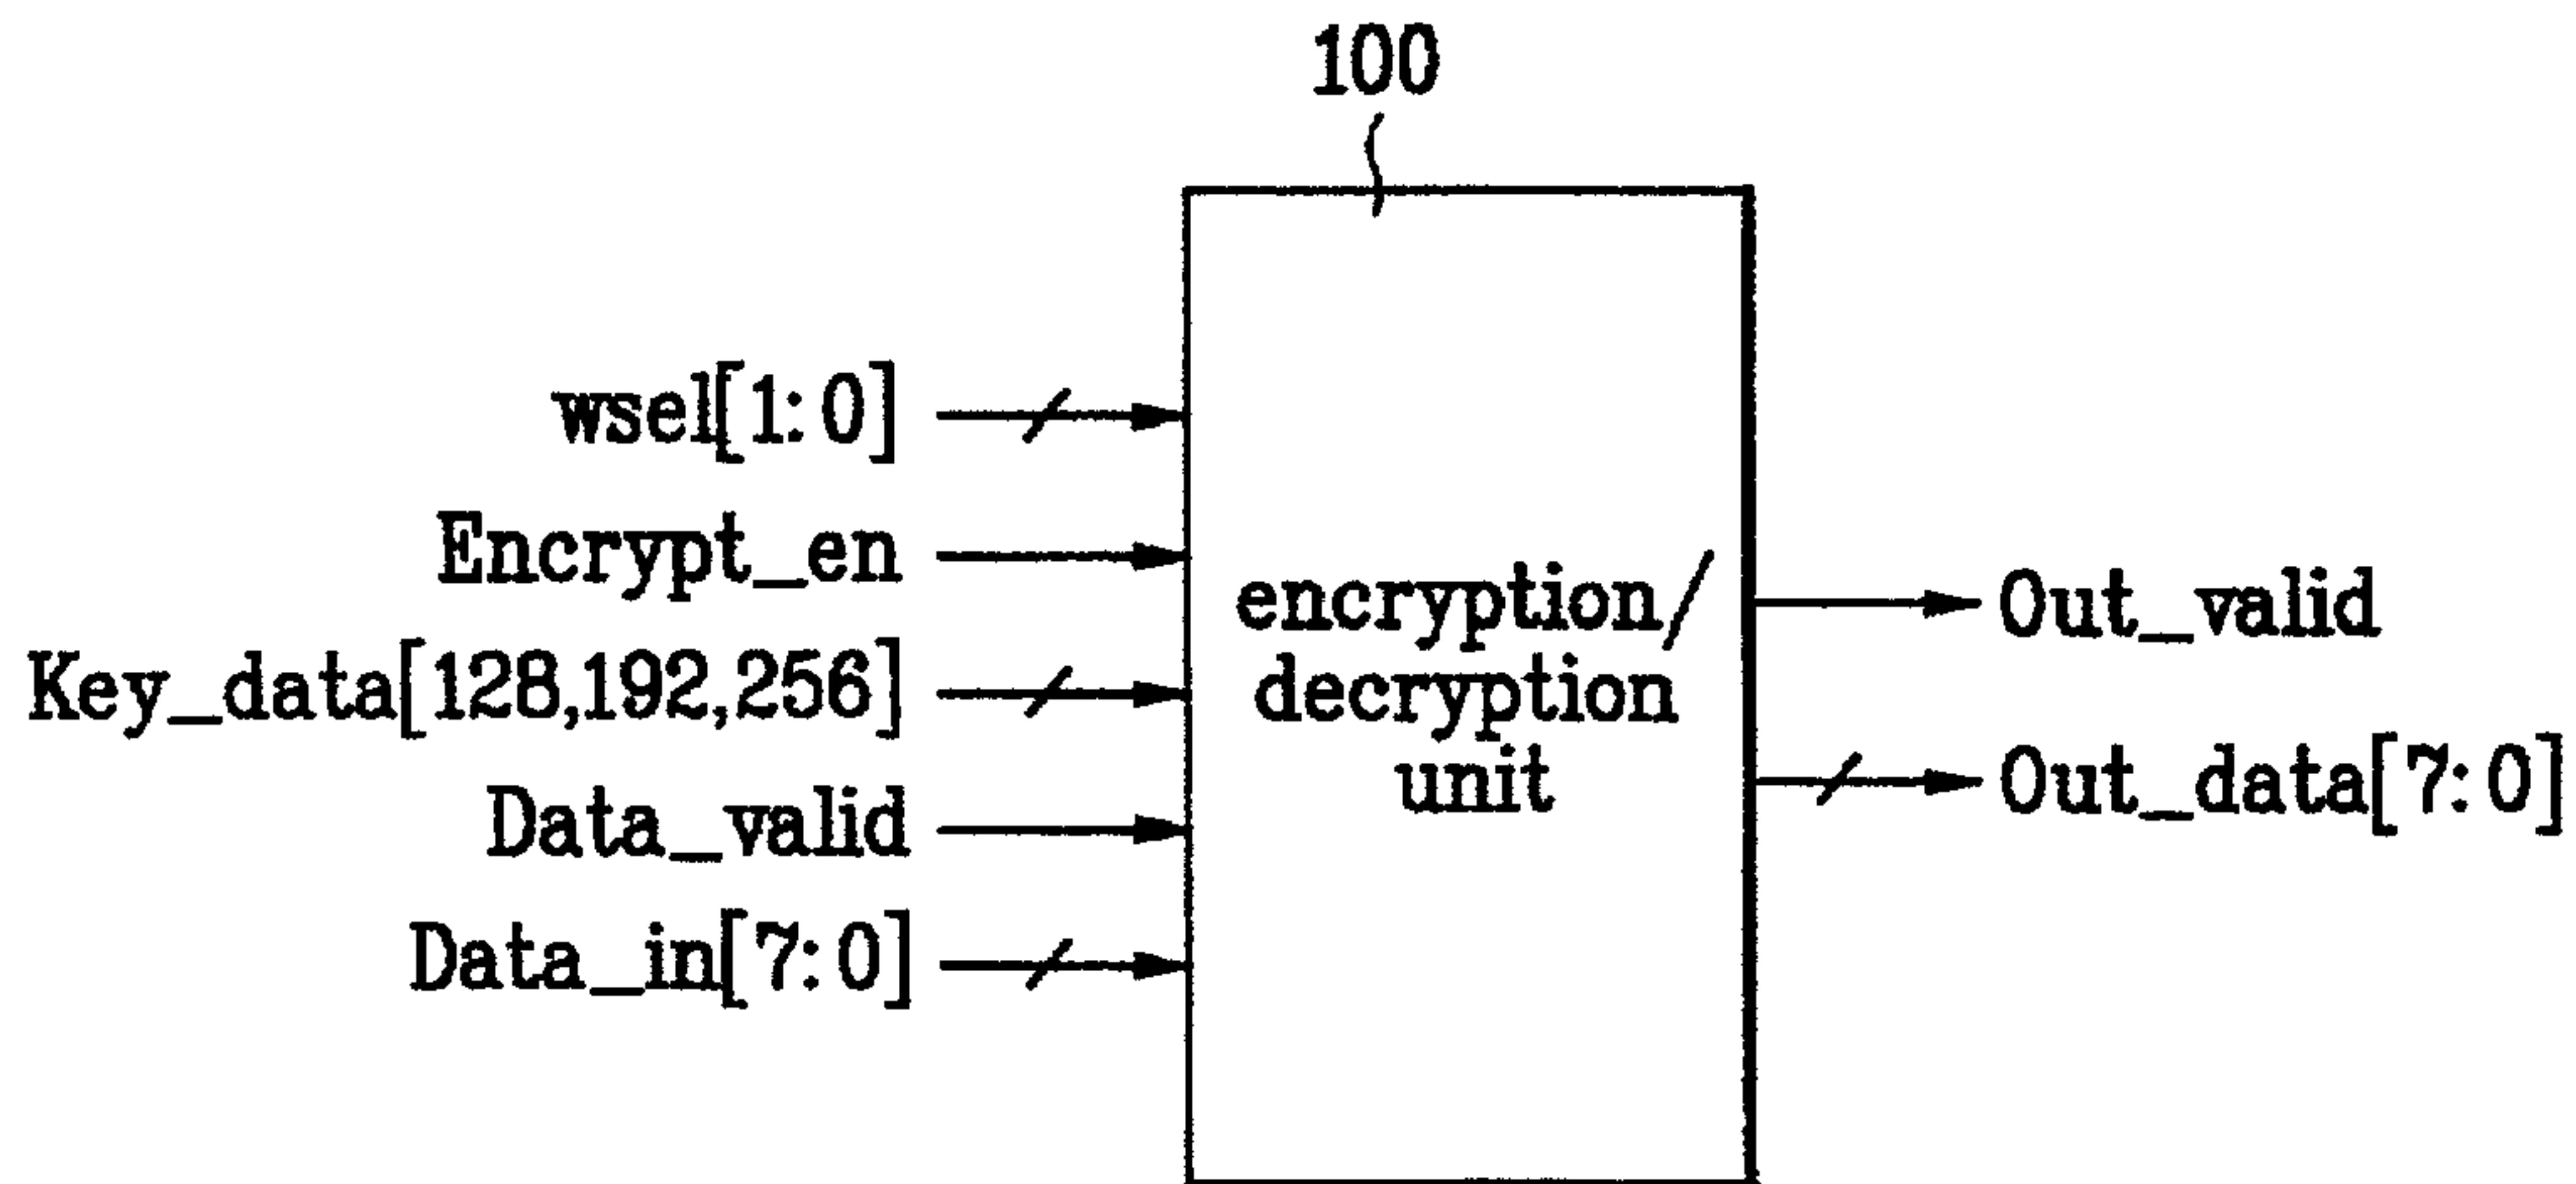 100
wsel[1:0]
Encrypt_en
Key_data[128,192,256]
Data_valid
Data_in[7:0]
encryption/
decryption
unit
Out_valid
Out_data[7:0]